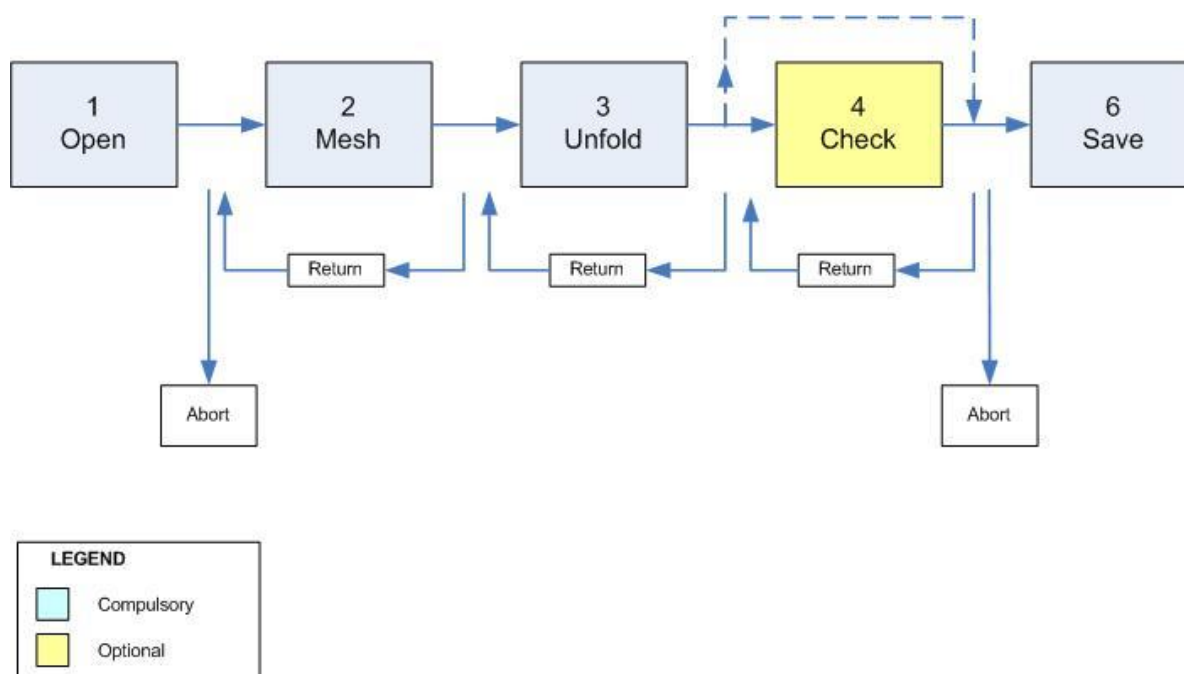 1
Open
2
Mesh
3
Unfold
4
Check
6
Save
Return
Return
Return
Abort
Abort
LEGEND
Compulsory
Optional